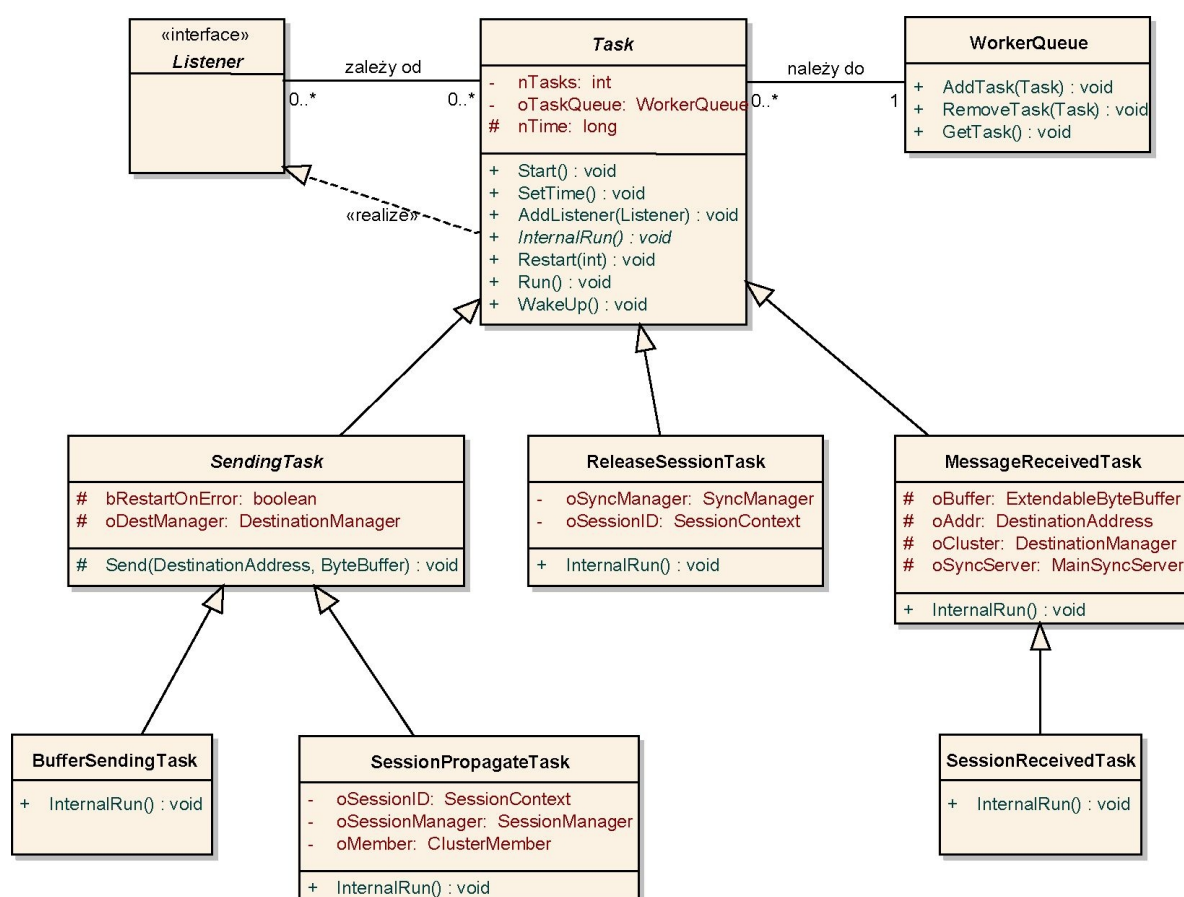 «interface»
Listener
zależy od
0..*
0..*
Task
- nTasks: int
- oTaskQueue: WorkerQueue
# nTime: long
+ Start() : void
+ SetTime() : void
+ AddListener(Listener) : void
+ InternalRun() : void
+ Restart(int) : void
+ Run() : void
+ WakeUp() : void
należy do
0..*
1
WorkerQueue
+ AddTask(Task) : void
+ RemoveTask(Task) : void
+ GetTask() : void
«realize»
SendingTask
# bRestartOnError: boolean
# oDestManager: DestinationManager
# Send(DestinationAddress, ByteBuffer) : void
ReleaseSessionTask
- oSyncManager: SyncManager
- oSessionID: SessionContext
+ InternalRun() : void
MessageReceivedTask
# oBuffer: ExtendableByteBuffer
# oAddr: DestinationAddress
# oCluster: DestinationManager
# oSyncServer: MainSyncServer
+ InternalRun() : void
BufferSendingTask
+ InternalRun() : void
SessionPropagateTask
- oSessionID: SessionContext
- oSessionManager: SessionManager
- oMember: ClusterMember
+ InternalRun() : void
SessionReceivedTask
+ InternalRun() : void